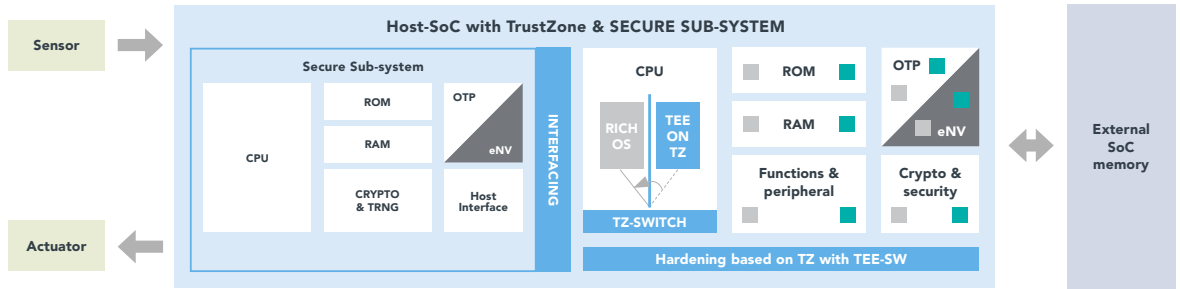 Host-SoC with TrustZone & SECURE SUB-SYSTEM
Sensor
Actuator
Secure Sub-system
CPU
ROM
RAM
CRYPTO
& TRNG
OTP
eNV
Host
Interface
INTERFACING
CPU
RICH
OS
TEE
ON
TZ
TZ-SWITCH
ROM
RAM
OTP
eNV
Functions &
peripheral
Crypto &
security
Hardening based on TZ with TEE-SW
External
SoC
memory